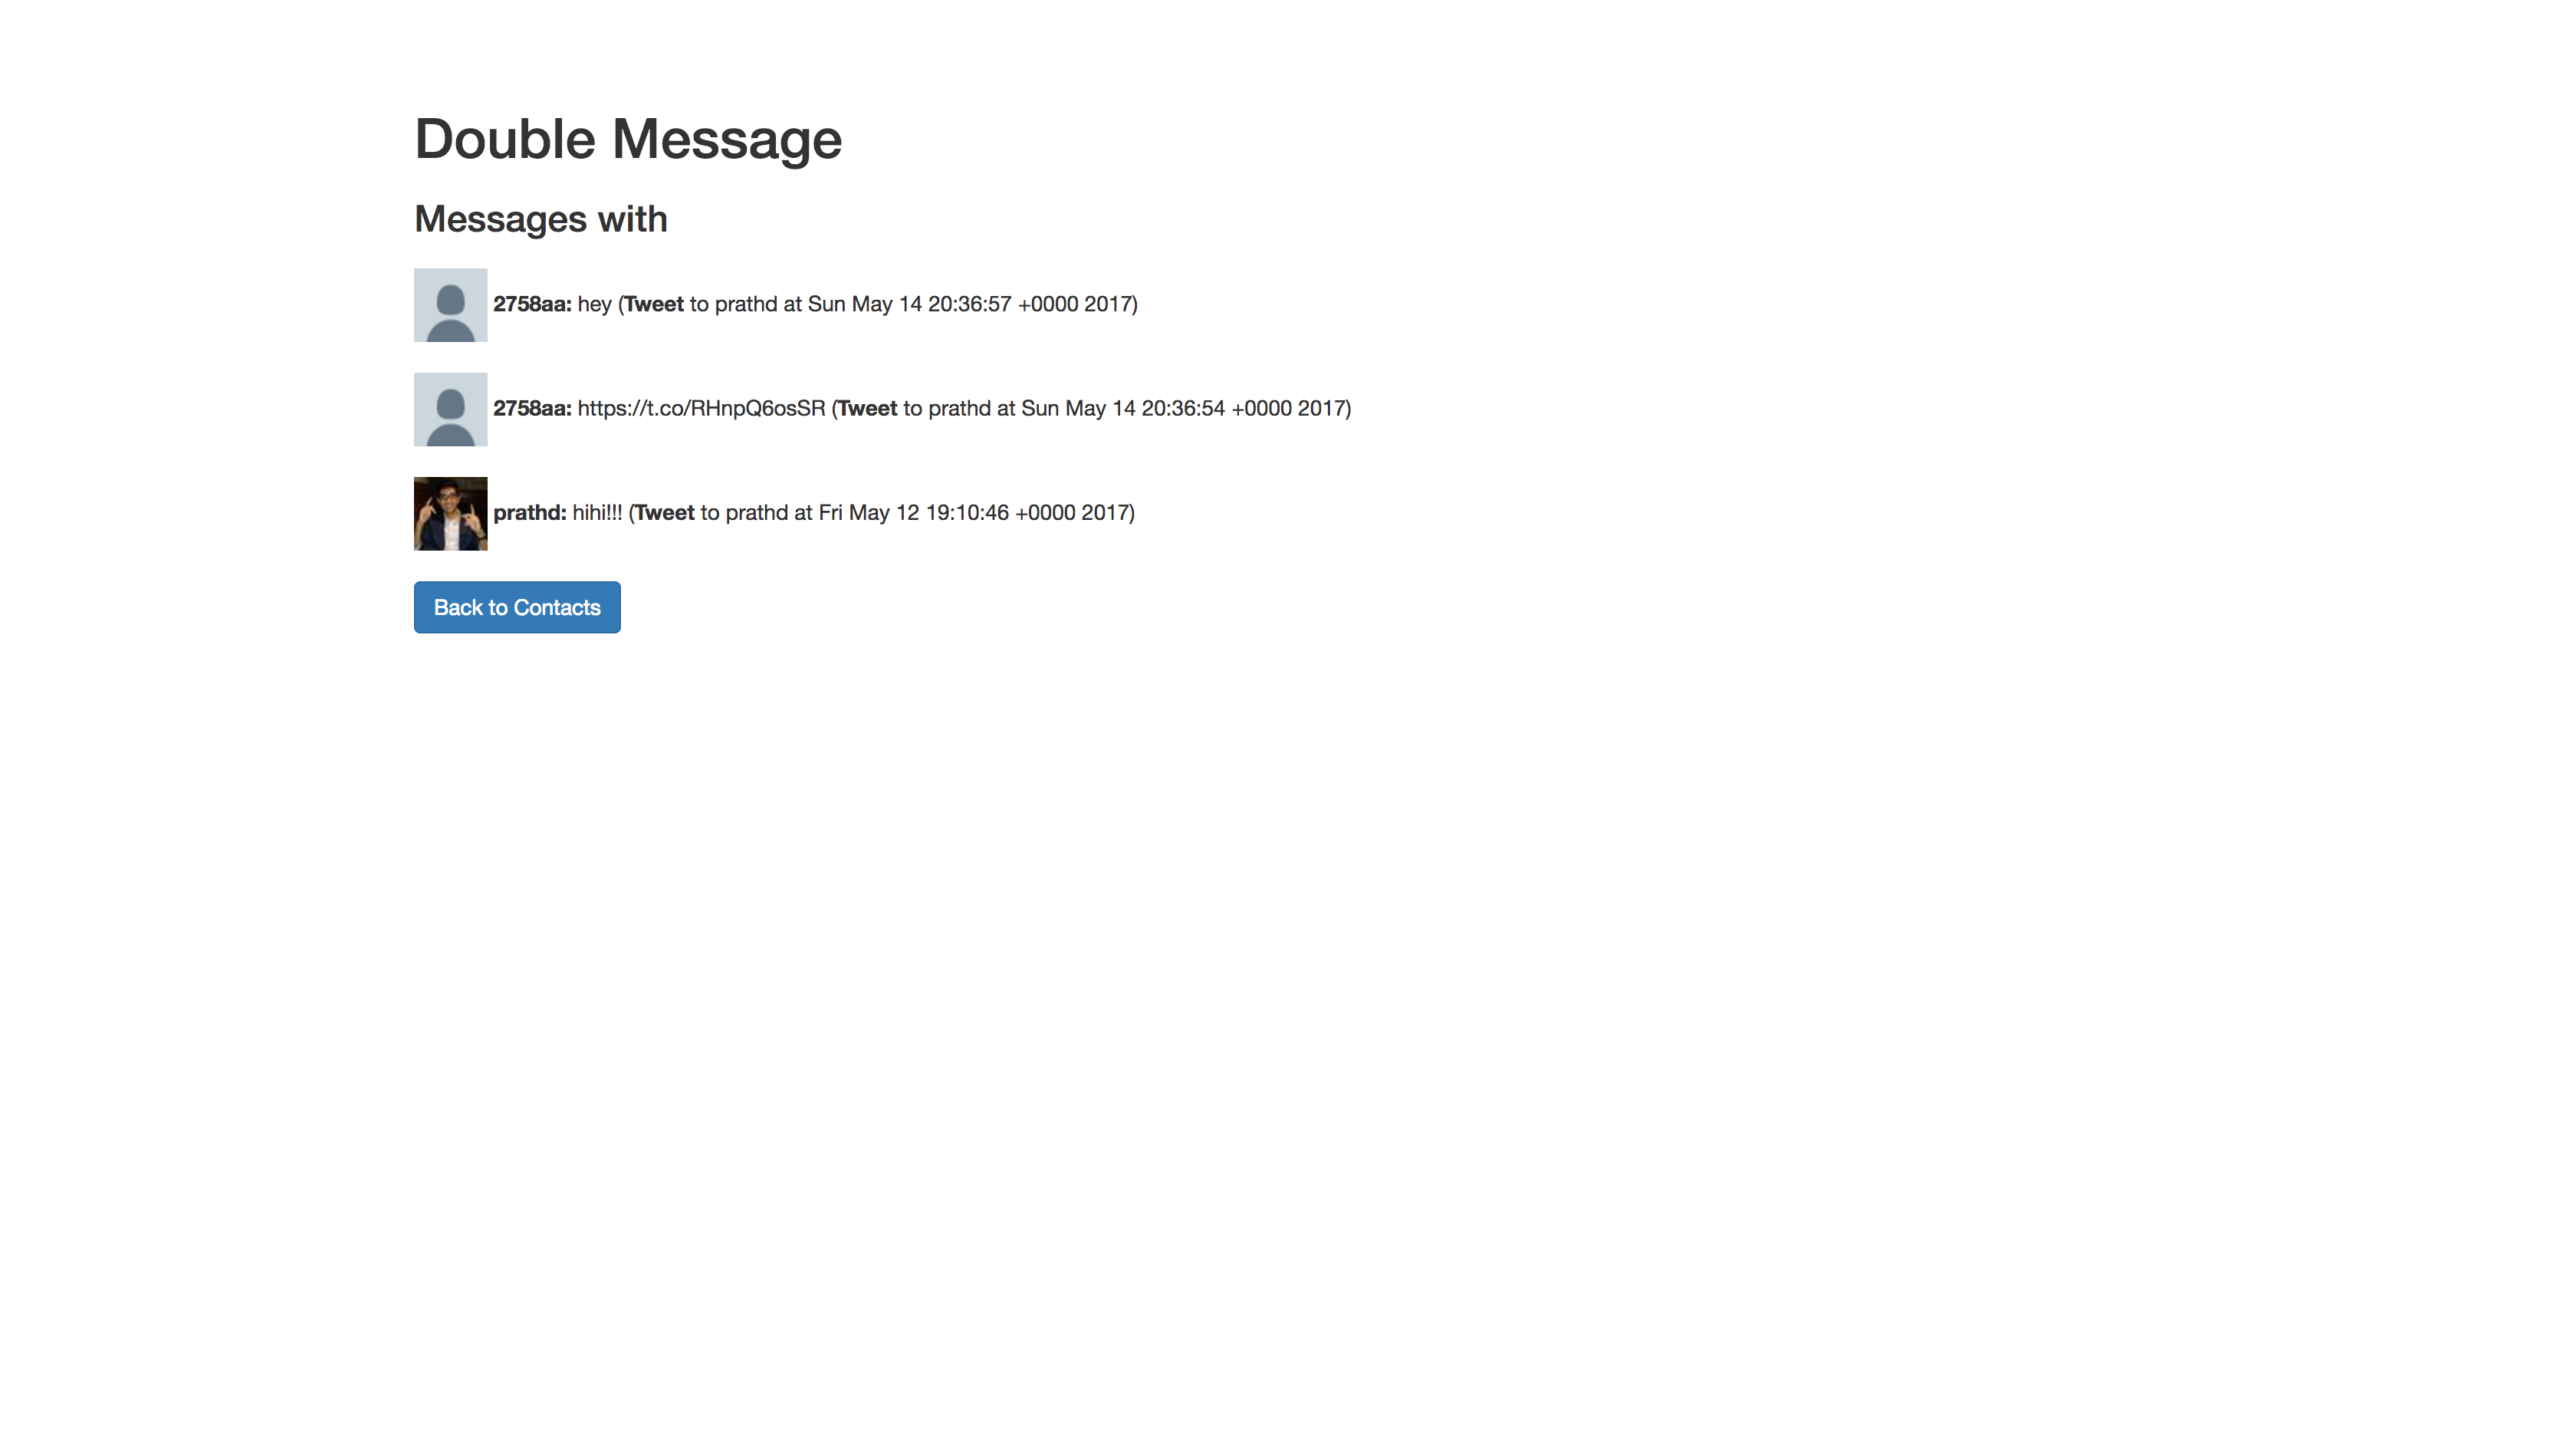 Double Message
Messages with
2758aa: hey (Tweet to prathd at Sun May 14 20:36:57 +0000 2017)
2758aa: https://t.co/RHnpQ6osSR (Tweet to prathd at Sun May 14 20:36:54 +0000 2017)
prathd: hihi!!! (Tweet to prathd at Fri May 12 19:10:46 +0000 2017)
Back to Contacts